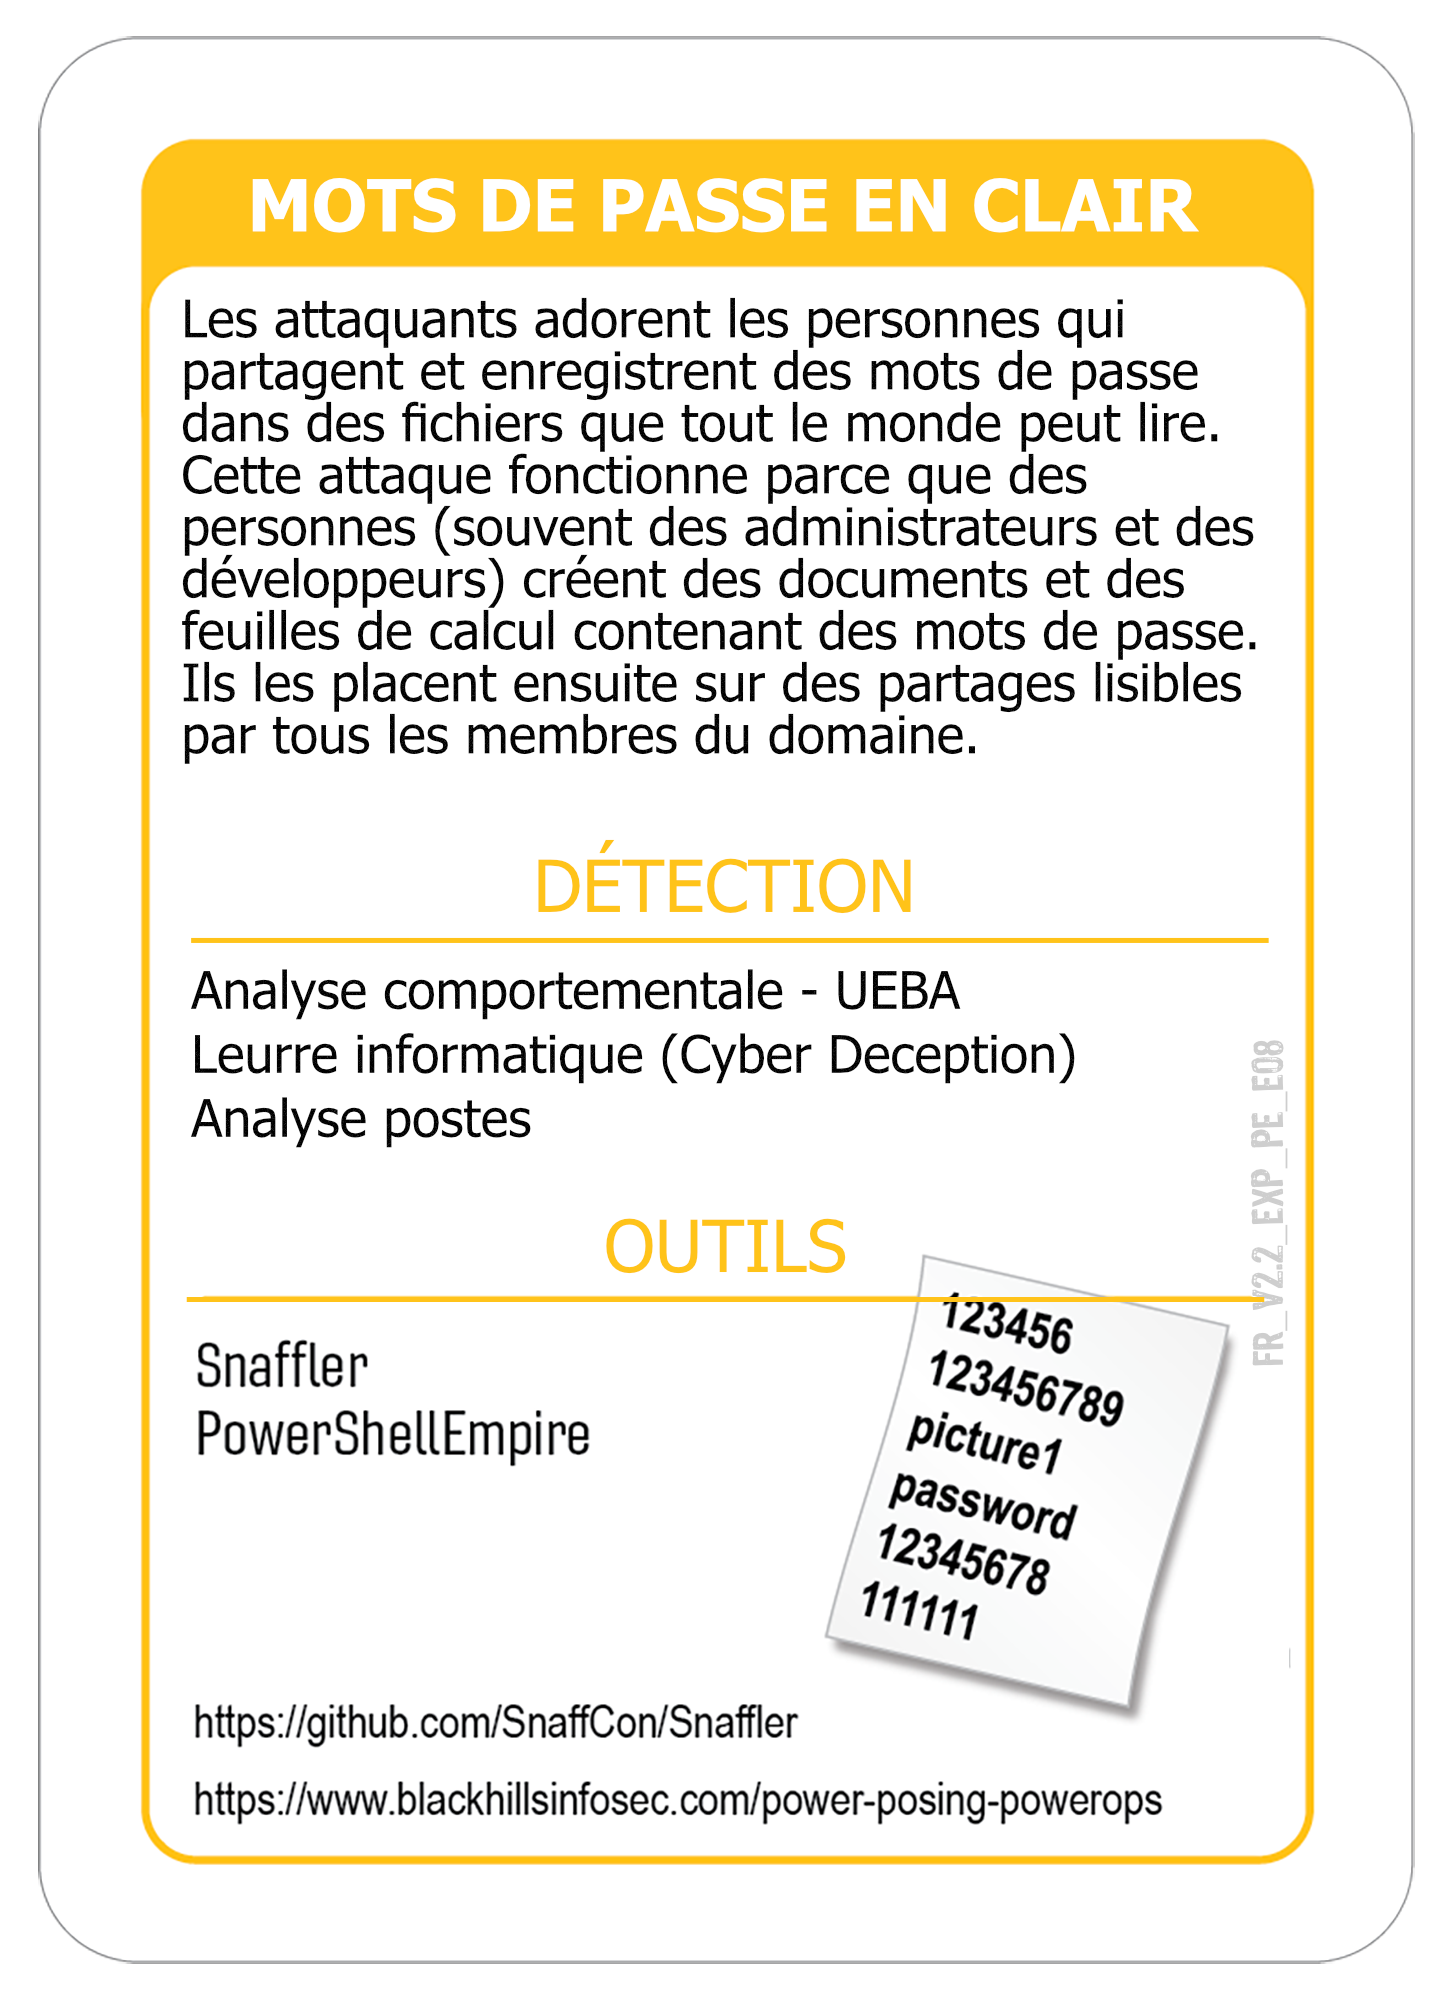 MOTS DE PASSE EN CLAIR
Les attaquants adorent les personnes qui
partagent et enregistrent des mots de passe
dans des fichiers que tout le monde peut lire.
Cette attaque fonctionne parce que des
personnes (souvent des administrateurs et des
développeurs) créent des documents et des
feuilles de calcul contenant des mots de passe.
Ils les placent ensuite sur des partages lisibles
par tous les membres du domaine.
DÉTECTION
Analyse comportementale - UEBA
Leurre informatique (Cyber Deception)
Analyse postes
FR_V2.2_EXP_PE_E08
OUTILS
Snaffler
PowerShellEmpire
123456
123456789
picture1
password
12345678
111111
https://github.com/SnaffCon/Snaffler
https://www.blackhillsinfosec.com/power-posing-powerops